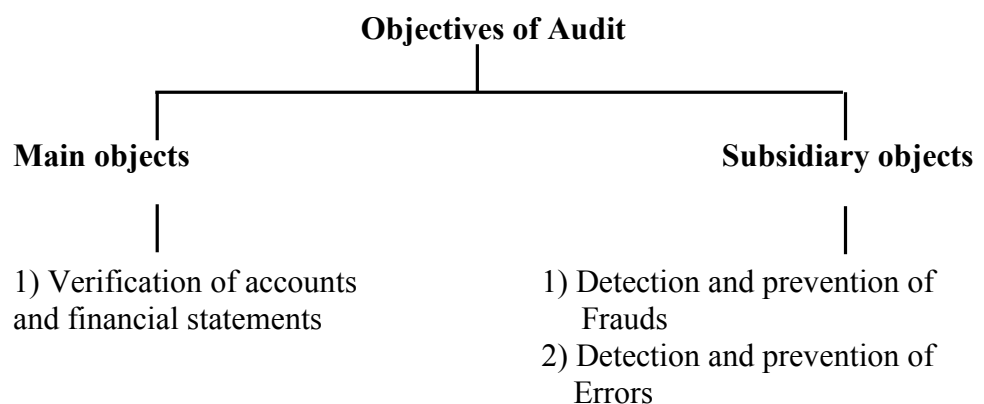 Objectives of Audit
Main objects
Subsidiary objects
1) Verification of accounts
and financial statements
1) Detection and prevention of
Frauds
2) Detection and prevention of
Errors